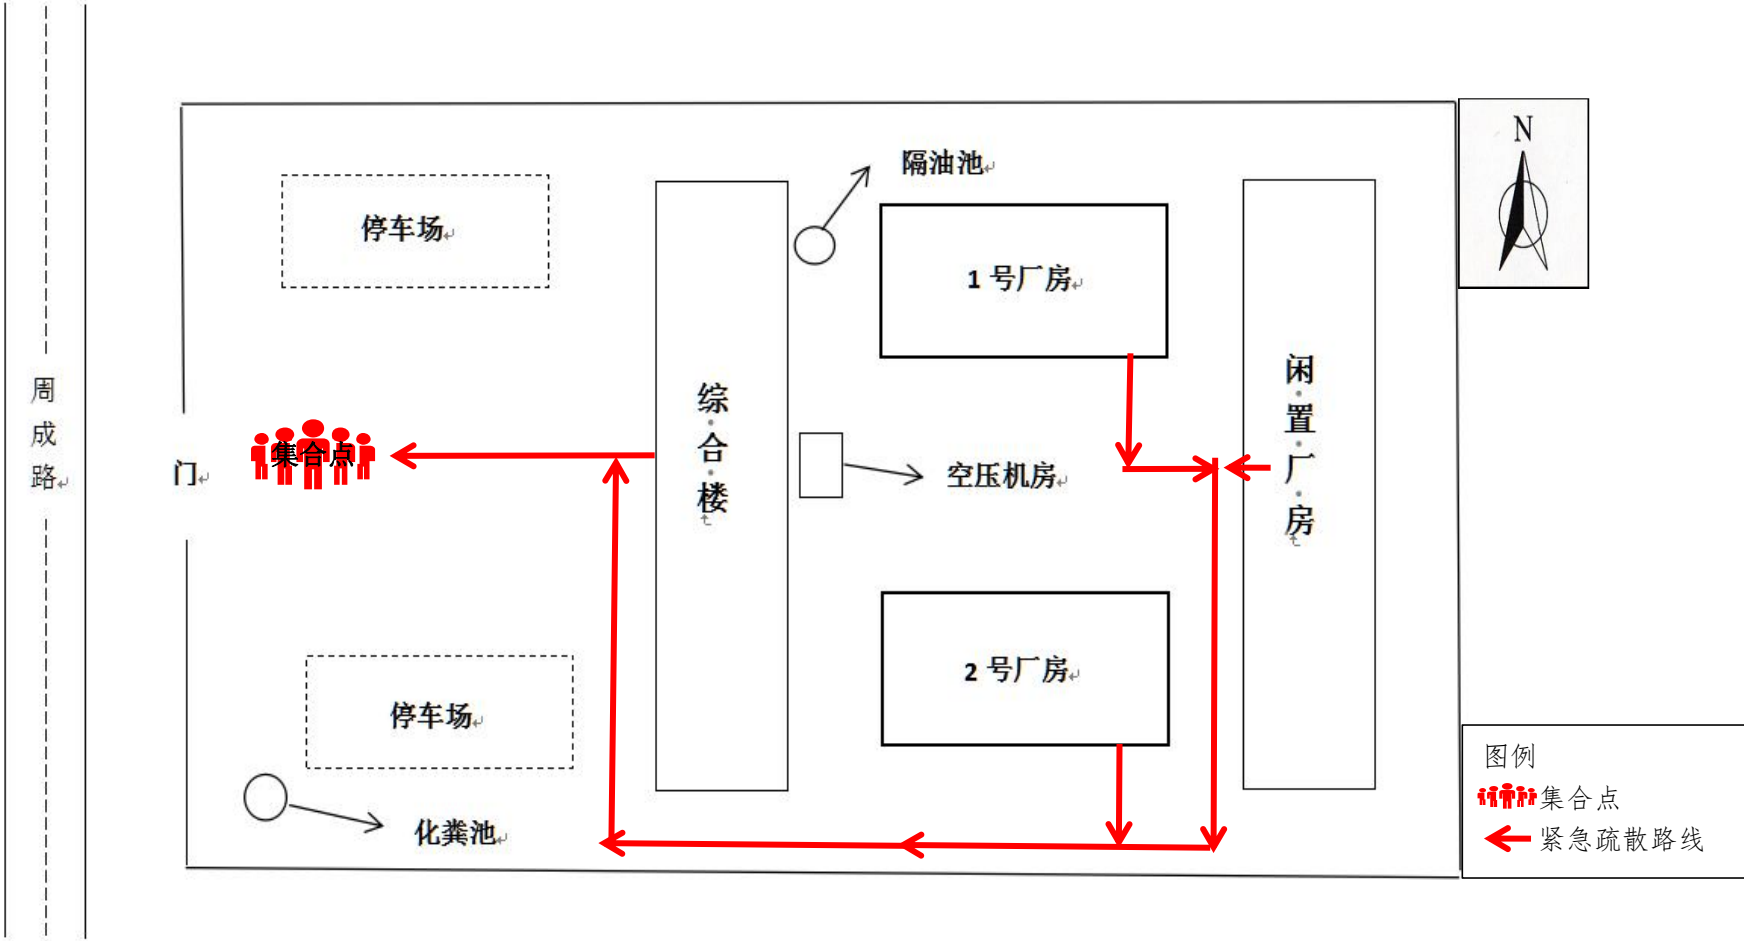 N
隔油池
停车场
1 号厂房
周成路
综合楼
闲置厂房
集合点
门
空压机房
2 号厂房
停车场
化粪池
图例
集合点
紧急疏散路线